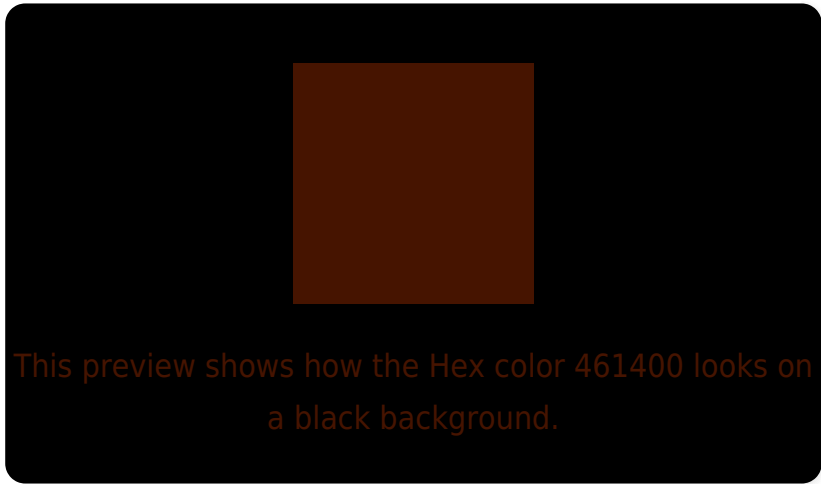 This preview shows how the Hex color 461400 looks on
a black background.